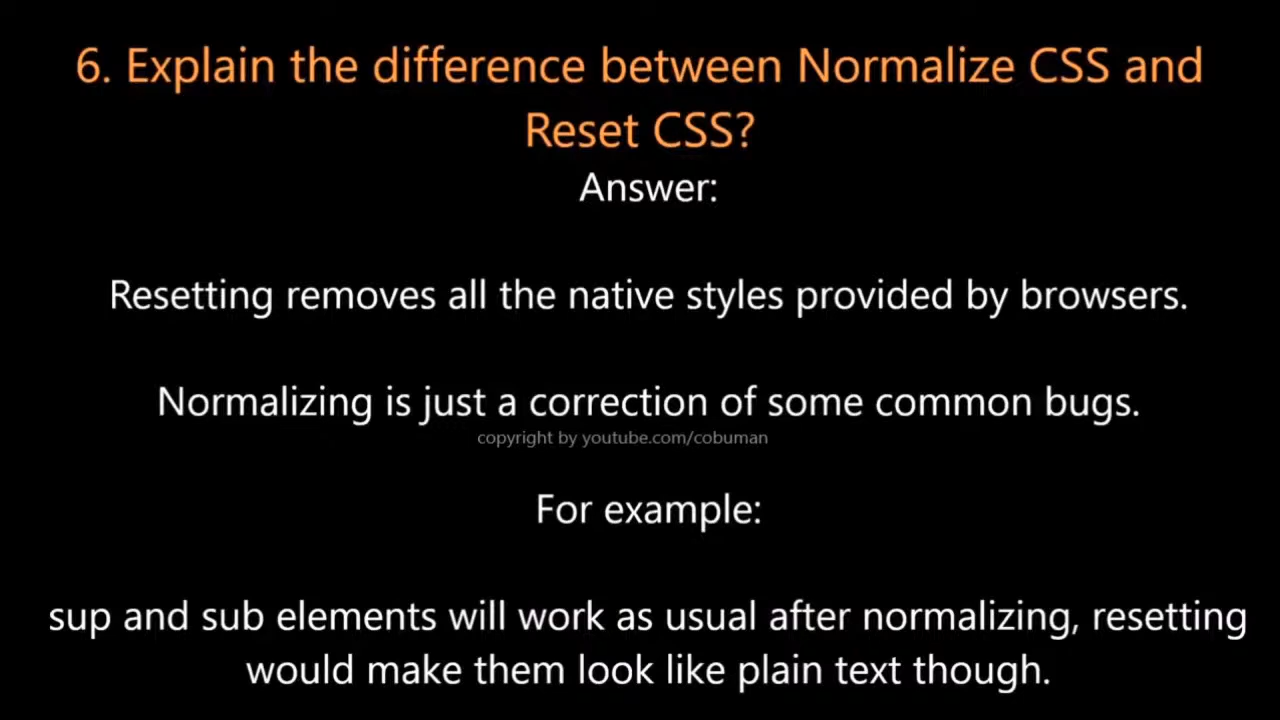 6. Explain the difference between Normalize CSS and
Reset CSS?
Answer:
Resetting removes all the native styles provided by browsers.
Normalizing is just a correction of some common bugs.
copyright by youtube.com/cobuman
For example:
sup and sub elements will work as usual after normalizing, resetting
would make them look like plain text though.